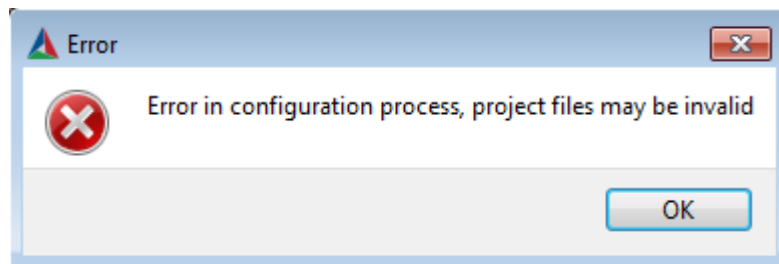 Error
Error in configuration process, project files may be invalid
OK